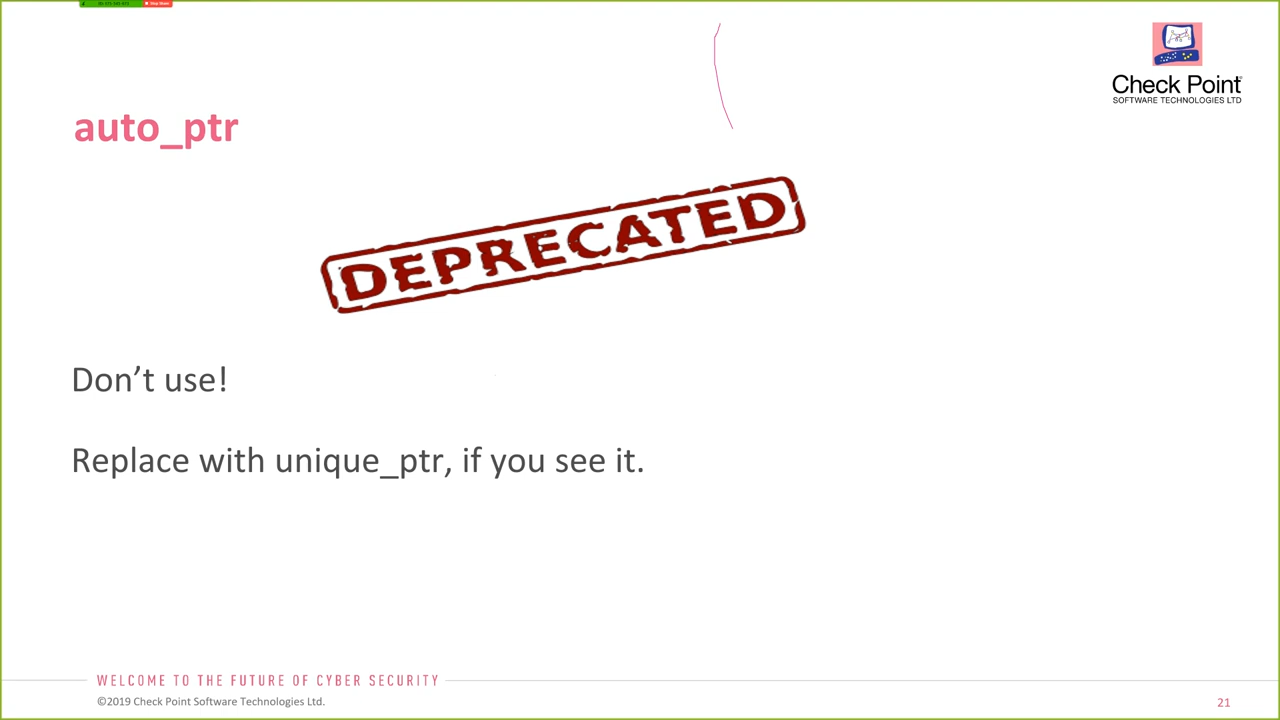 Check Point
SOFTWARE TECHNOLOGIES LTD
auto_ptr
DEPRECATED
Don't use!
Replace with unique_ptr, if you see it.
WELCOME TO THE FUTURE OF CYBER SECURITY
©2019 Check Point Software Technologies Ltd.
21